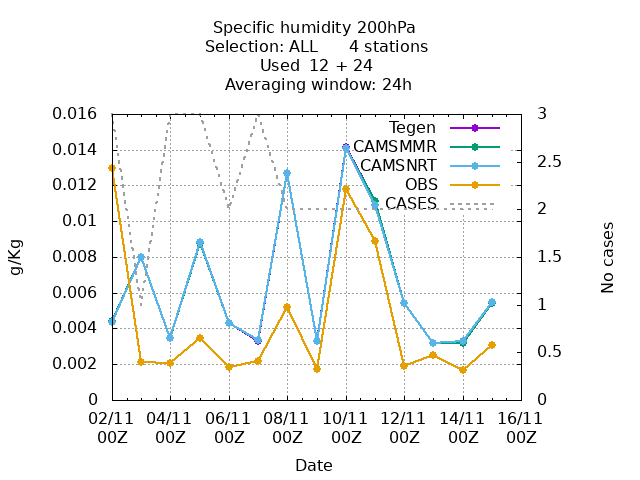 Specific humidity 200hPa
Selection: ALL      4 stations
Used  12 + 24
Averaging window: 24h
0.016
0.014
0.012
0.01
0.008
0.006
0.004
0.002
0
3
2.5
2
1.5
1
0.5
0
g/Kg
No cases
Tegen
CAMSMMR
CAMSNRT
OBS
CASES
02/11 04/11 06/11 08/11 10/11 12/11 14/11 16/11
00Z 00Z 00Z 00Z 00Z 00Z 00Z 00Z
Date